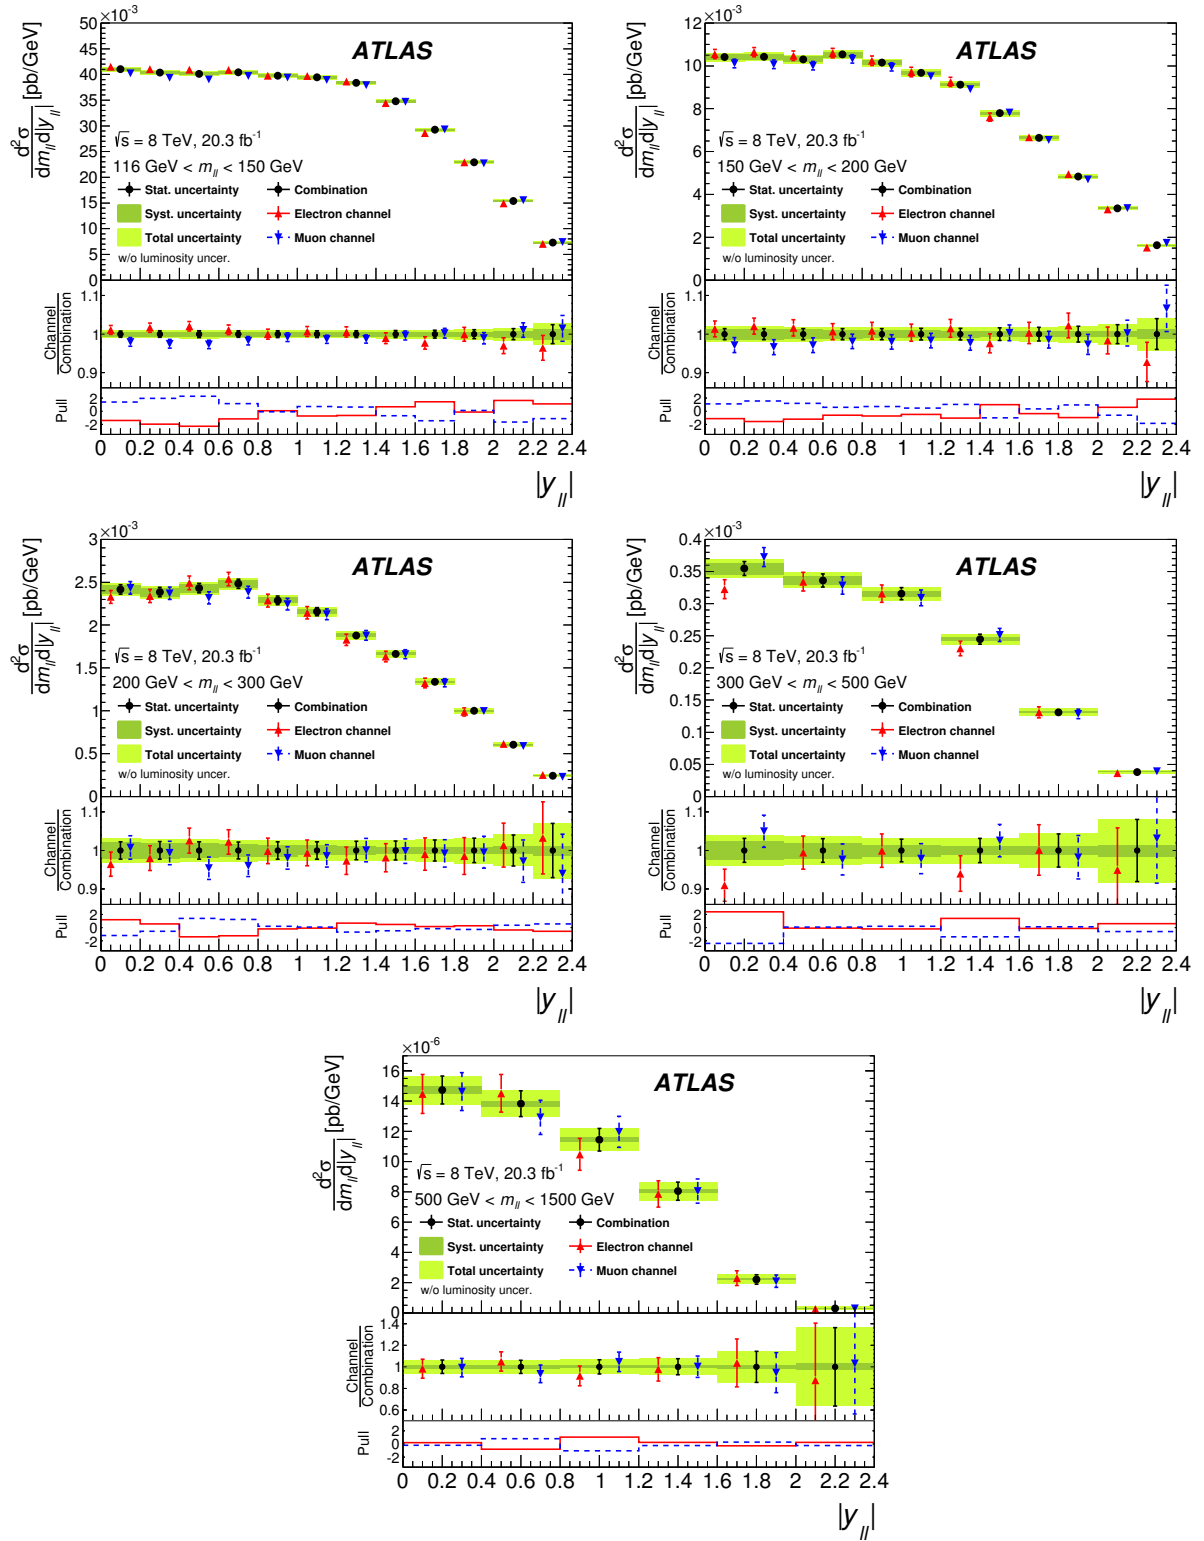 ×10⁻³
d²σ/dm_ll d|y_ll| [pb/GeV]
50
45
40
35
30
25
20
15
10
5
0
ATLAS
√s = 8 TeV, 20.3 fb⁻¹
116 GeV < m_ll < 150 GeV
Stat. uncertainty Combination
Syst. uncertainty Electron channel
Total uncertainty Muon channel
w/o luminosity uncer.
Channel
Combination
1.1
1
0.9
Pull
2
0
-2
0 0.2 0.4 0.6 0.8 1 1.2 1.4 1.6 1.8 2 2.2 2.4
|y_ll|
×10⁻³
d²σ/dm_ll d|y_ll| [pb/GeV]
12
10
8
6
4
2
0
ATLAS
√s = 8 TeV, 20.3 fb⁻¹
150 GeV < m_ll < 200 GeV
Stat. uncertainty Combination
Syst. uncertainty Electron channel
Total uncertainty Muon channel
w/o luminosity uncer.
Channel
Combination
1.1
1
0.9
Pull
2
0
-2
0 0.2 0.4 0.6 0.8 1 1.2 1.4 1.6 1.8 2 2.2 2.4
|y_ll|
×10⁻³
d²σ/dm_ll d|y_ll| [pb/GeV]
3
2.5
2
1.5
1
0.5
0
ATLAS
√s = 8 TeV, 20.3 fb⁻¹
200 GeV < m_ll < 300 GeV
Stat. uncertainty Combination
Syst. uncertainty Electron channel
Total uncertainty Muon channel
w/o luminosity uncer.
Channel
Combination
1.1
1
0.9
Pull
2
0
-2
0 0.2 0.4 0.6 0.8 1 1.2 1.4 1.6 1.8 2 2.2 2.4
|y_ll|
×10⁻³
d²σ/dm_ll d|y_ll| [pb/GeV]
0.4
0.35
0.3
0.25
0.2
0.15
0.1
0.05
0
ATLAS
√s = 8 TeV, 20.3 fb⁻¹
300 GeV < m_ll < 500 GeV
Stat. uncertainty Combination
Syst. uncertainty Electron channel
Total uncertainty Muon channel
w/o luminosity uncer.
Channel
Combination
1.1
1
0.9
Pull
2
0
-2
0 0.2 0.4 0.6 0.8 1 1.2 1.4 1.6 1.8 2 2.2 2.4
|y_ll|
×10⁻⁶
d²σ/dm_ll d|y_ll| [pb/GeV]
16
14
12
10
8
6
4
2
0
ATLAS
√s = 8 TeV, 20.3 fb⁻¹
500 GeV < m_ll < 1500 GeV
Stat. uncertainty Combination
Syst. uncertainty Electron channel
Total uncertainty Muon channel
w/o luminosity uncer.
Channel
Combination
1.4
1.2
1
0.8
0.6
Pull
2
0
-2
0 0.2 0.4 0.6 0.8 1 1.2 1.4 1.6 1.8 2 2.2 2.4
|y_ll|